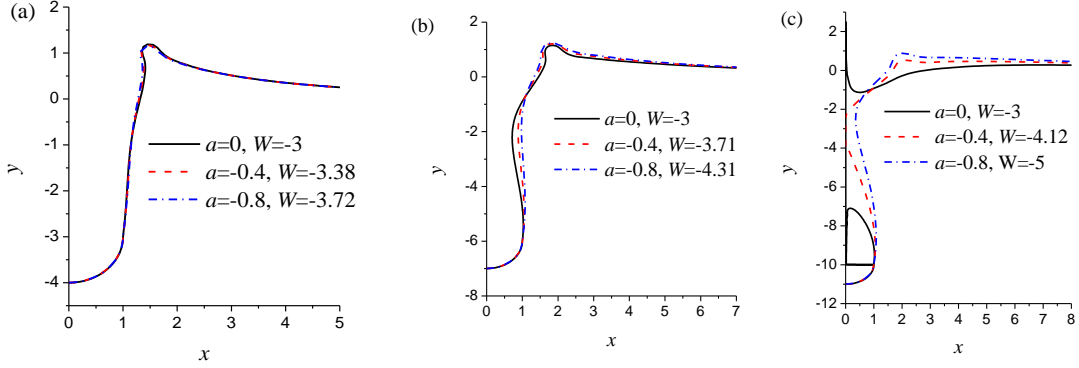 (a)
y
2
1
0
-1
-2
-3
-4
a=0, W=-3
a=-0.4, W=-3.38
a=-0.8, W=-3.72
0 1 2 3 4 5
x
(b)
y
2
0
-2
-4
-6
-8
a=0, W=-3
a=-0.4, W=-3.71
a=-0.8, W=-4.31
0 1 2 3 4 5 6 7
x
(c)
y
2
0
-2
-4
-6
-8
-10
-12
a=0, W=-3
a=-0.4, W=-4.12
a=-0.8, W=-5
0 1 2 3 4 5 6 7 8
x